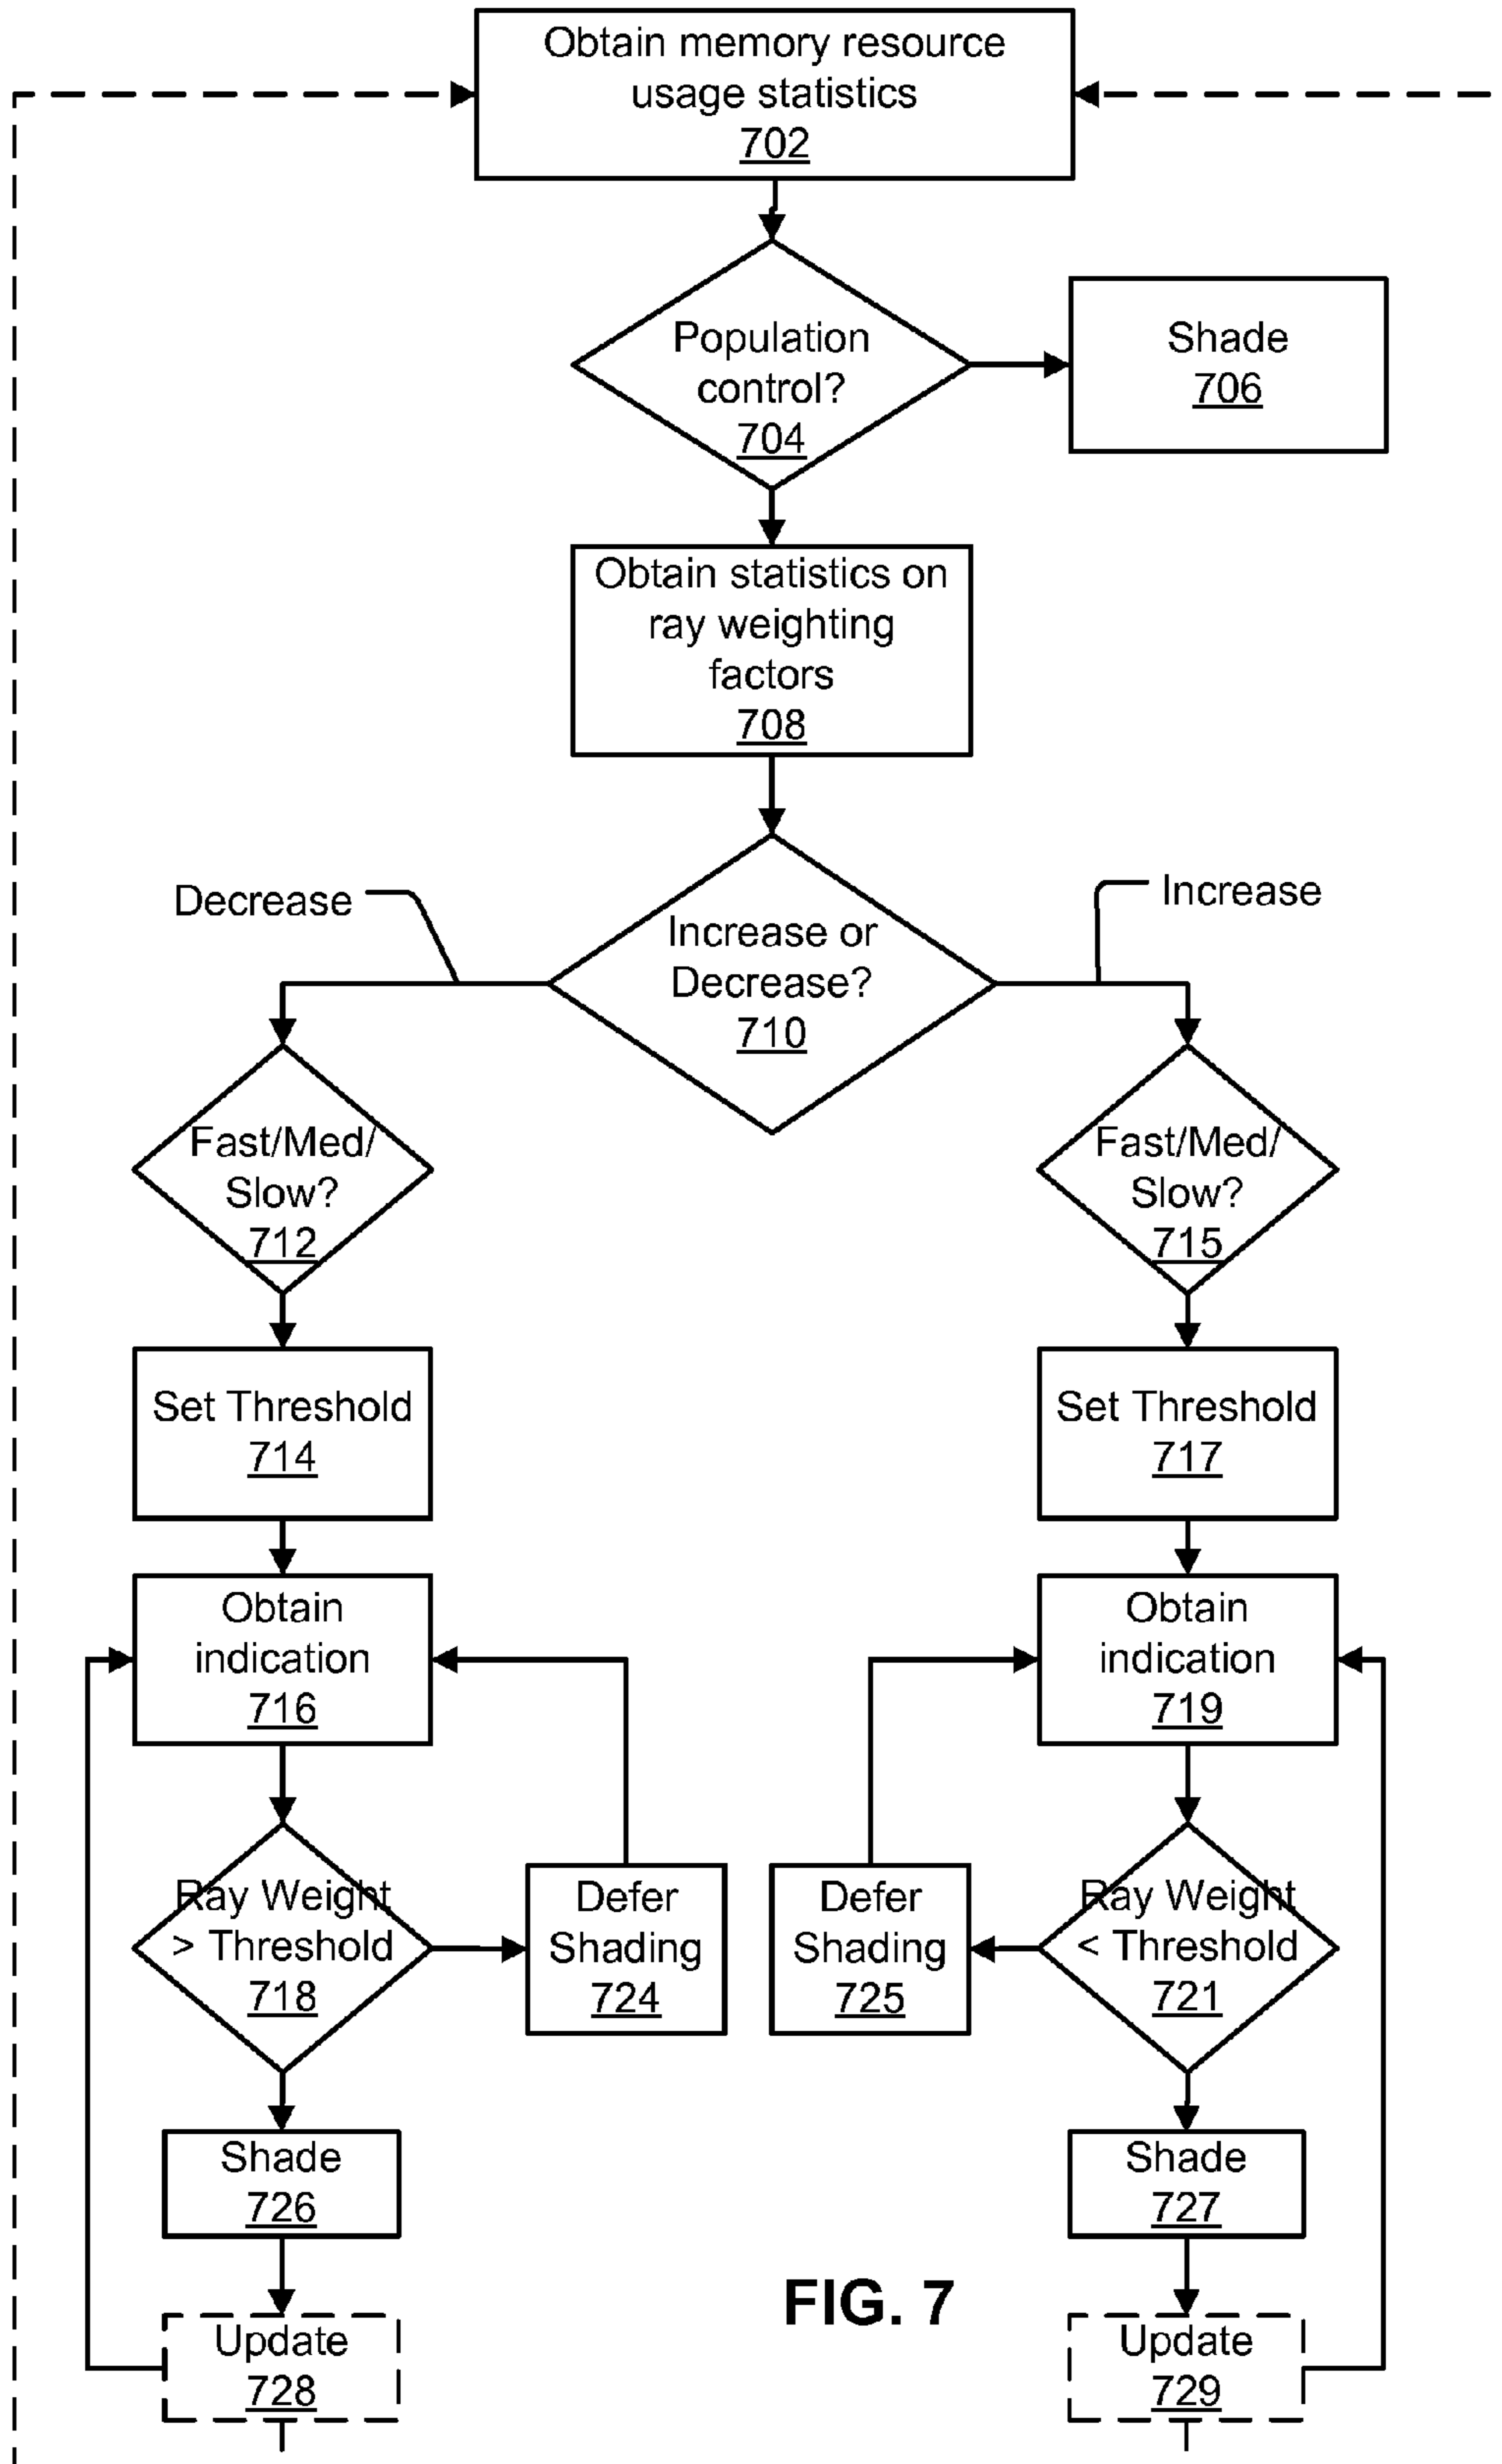 Obtain memory resource
usage statistics
702
Population
control?
704
Shade
706
Obtain statistics on
ray weighting
factors
708
Decrease
Increase
Increase or
Decrease?
710
Fast/Med/
Slow?
712
Fast/Med/
Slow?
715
Set Threshold
714
Set Threshold
717
Obtain
indication
716
Obtain
indication
719
Ray Weight
> Threshold
718
Defer
Shading
724
Defer
Shading
725
Ray Weight
< Threshold
721
Shade
726
Shade
727
FIG. 7
Update
728
Update
729